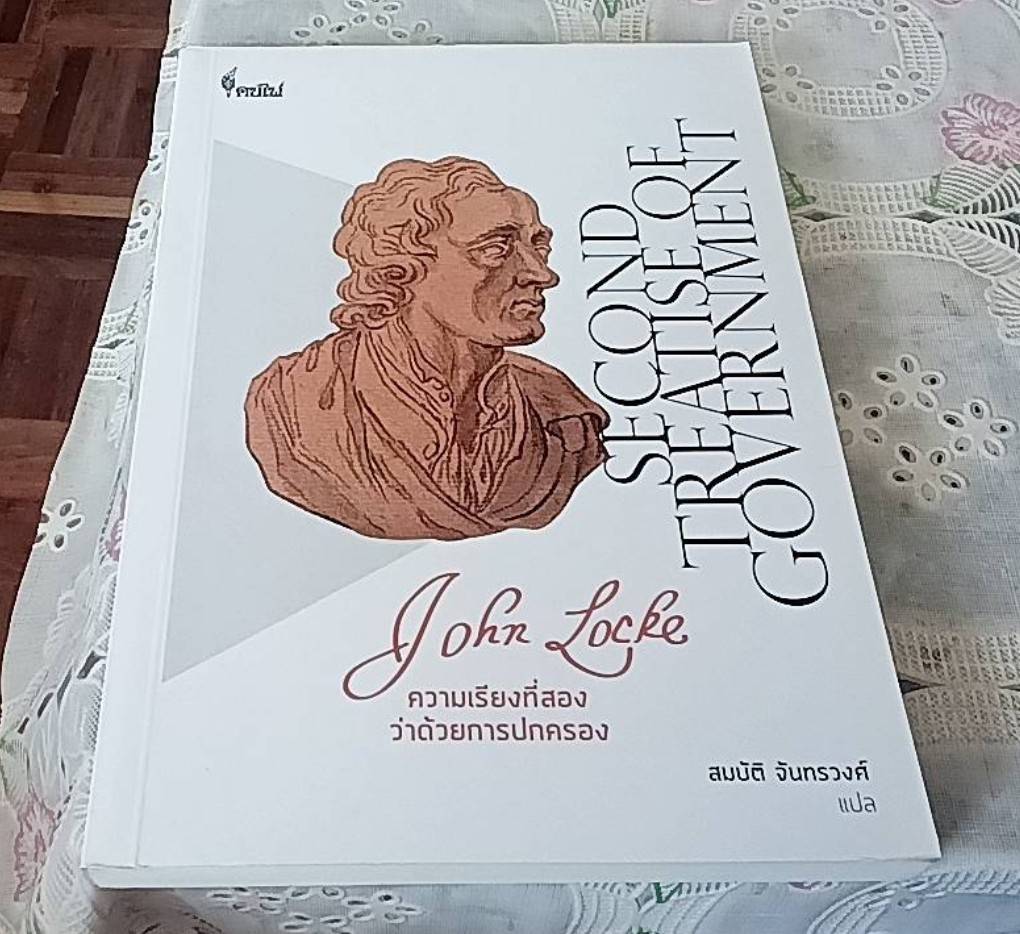 คบไฟ
SECOND
TREATISE OF
GOVERNMENT
John Locke
ความเรียงที่สอง
ว่าด้วยการปกครอง
สมบัติ จันทรวงศ์
แปล